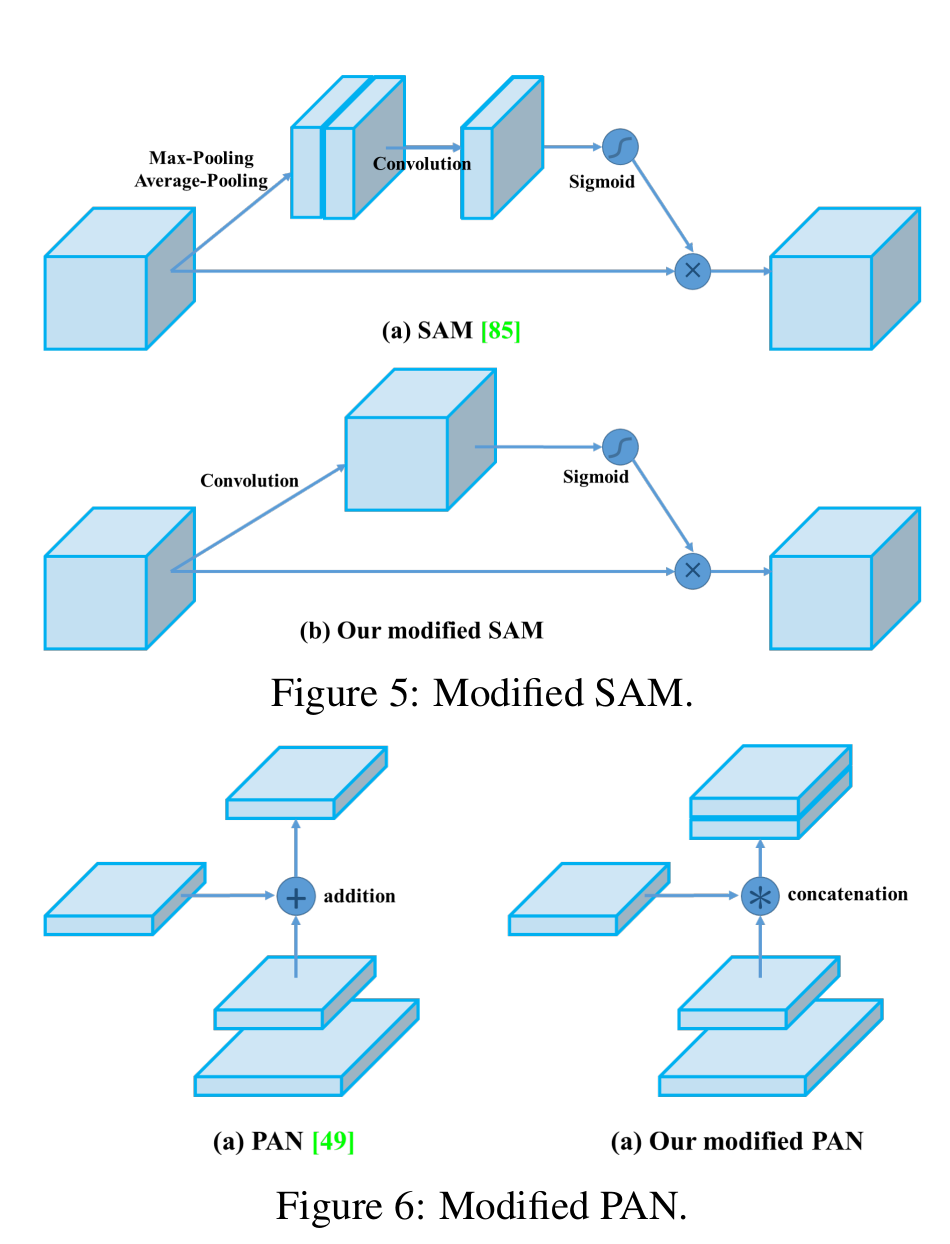 Max-Pooling
Average-Pooling
Convolution
Sigmoid
(a) SAM [85]
Convolution
Sigmoid
(b) Our modified SAM
Figure 5: Modified SAM.
addition
concatenation
(a) PAN [49]
(a) Our modified PAN
Figure 6: Modified PAN.